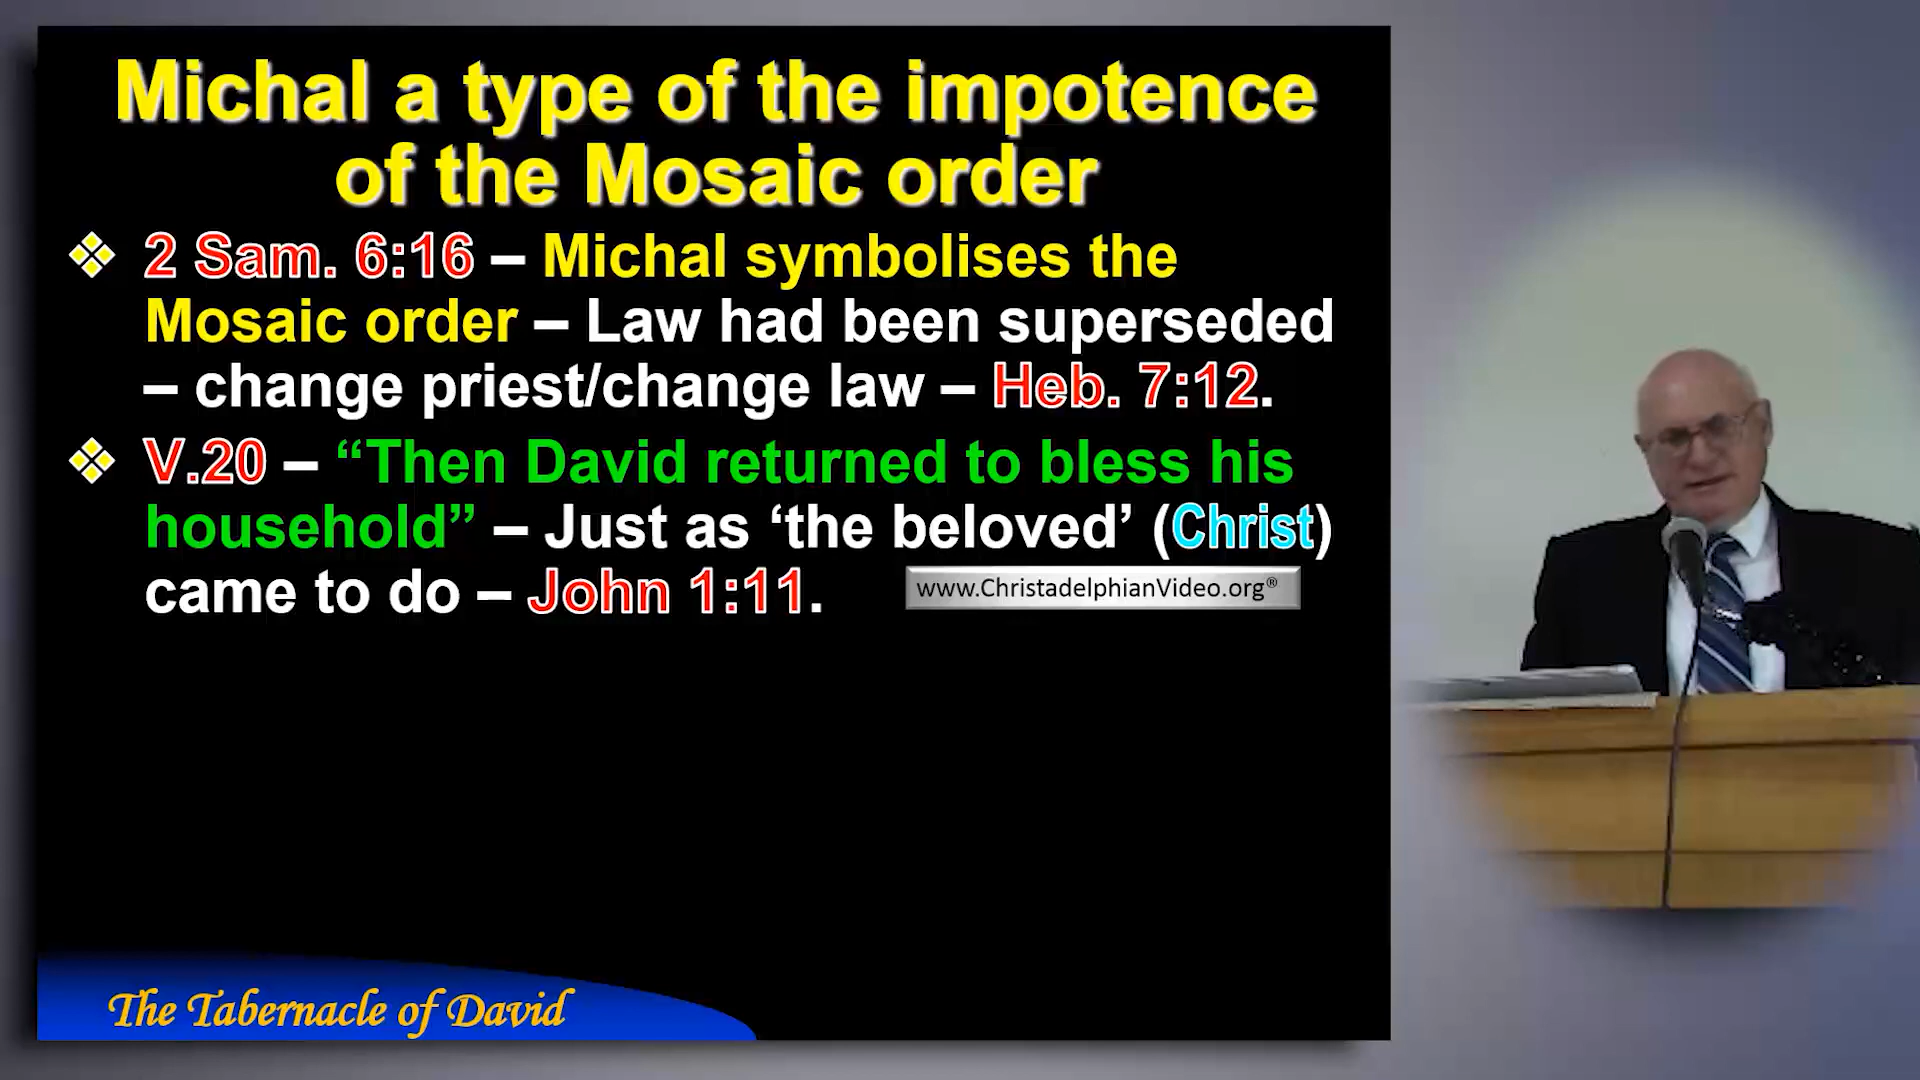 Michal a type of the impotence
of the Mosaic order
2 Sam. 6:16 – Michal symbolises the
Mosaic order – Law had been superseded
– change priest/change law – Heb. 7:12.
V.20 – “Then David returned to bless his
household” – Just as ‘the beloved’ (Christ)
came to do – John 1:11.
www.ChristadelphianVideo.org®
The Tabernacle of David